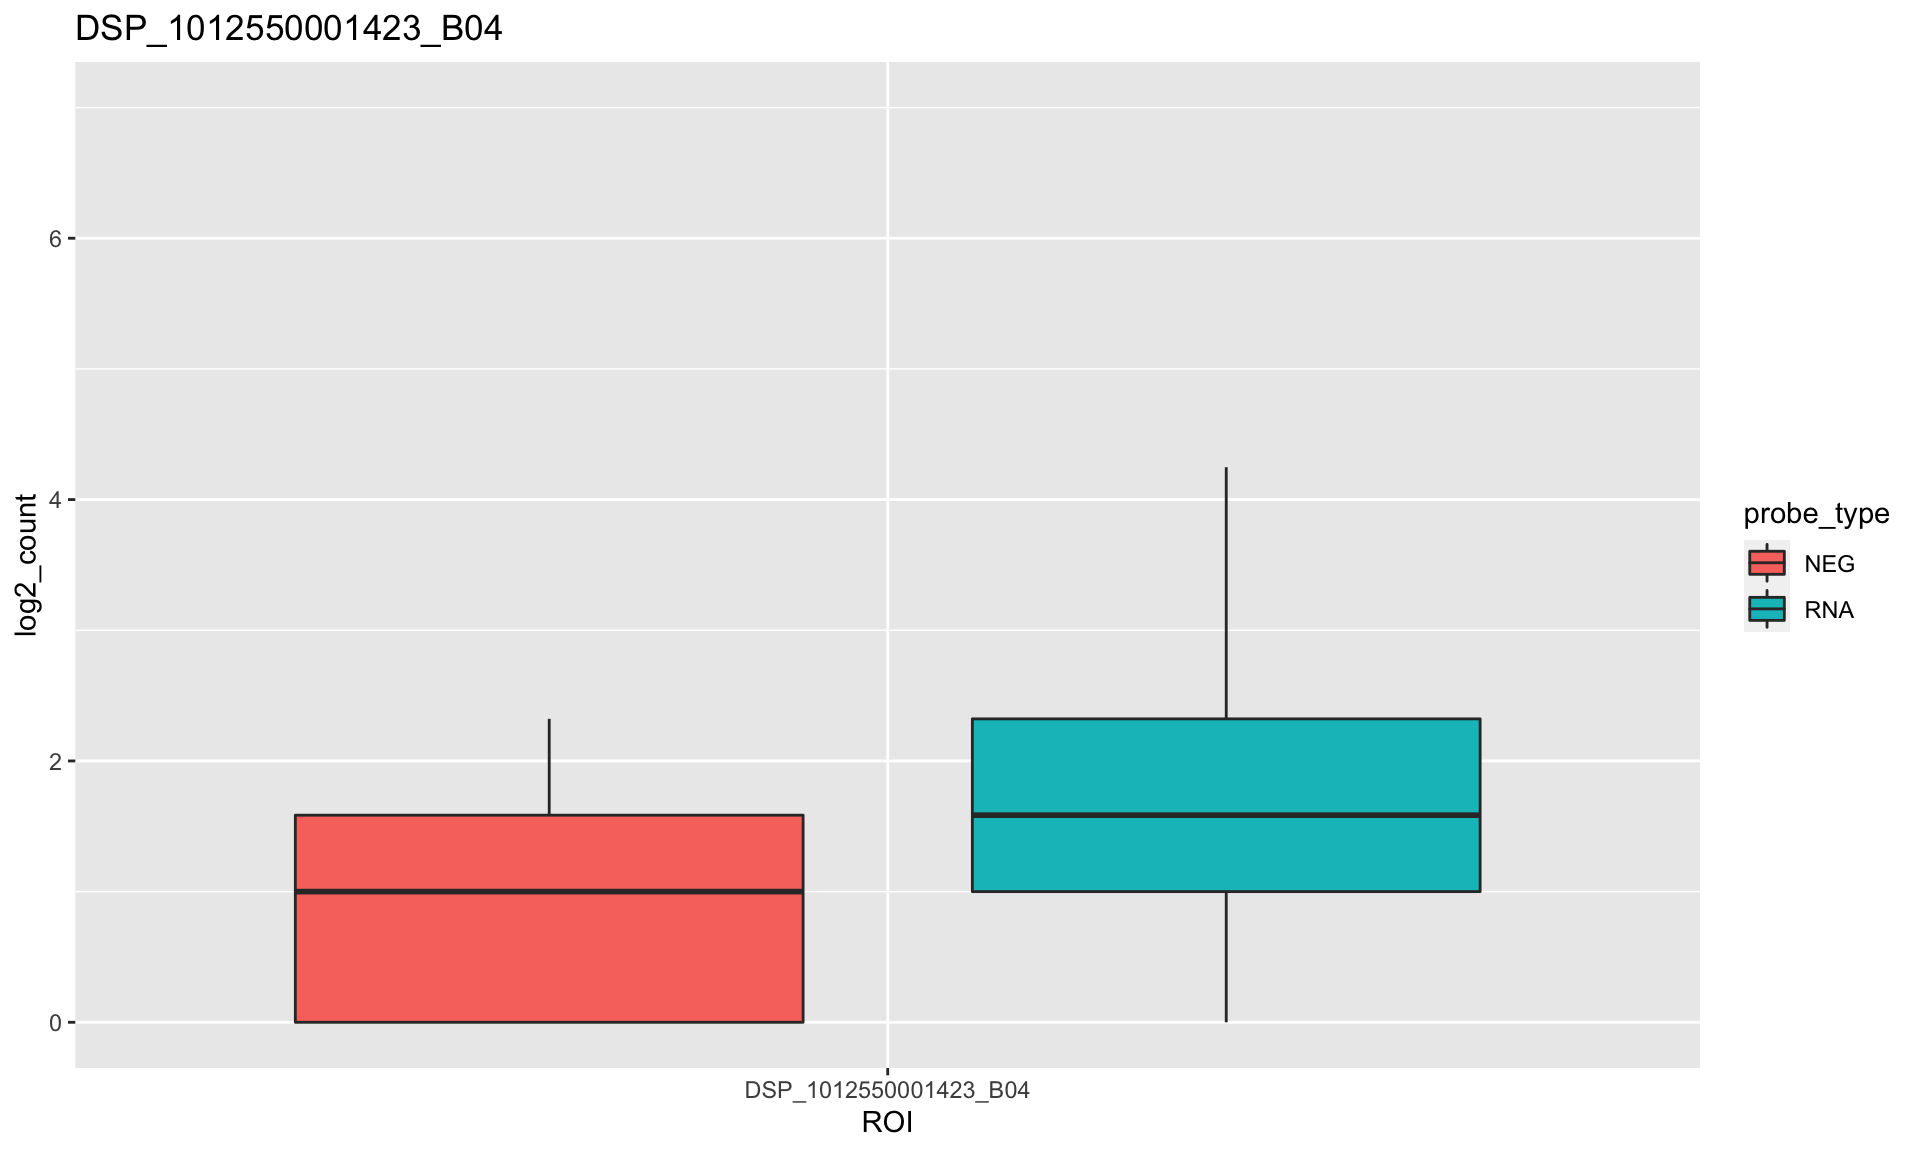 DSP_1012550001423_B04
log2_count
6
4
2
0
DSP_1012550001423_B04
ROI
probe_type
NEG
RNA